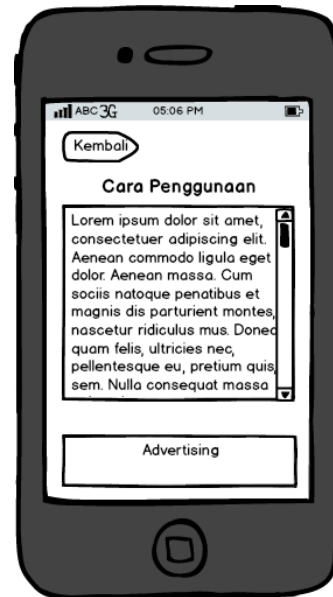 ABC 3G 05:06 PM
Kembali
Cara Penggunaan
Lorem ipsum dolor sit amet,
consectetuer adipiscing elit.
Aenean commodo ligula eget
dolor. Aenean massa. Cum
sociis natoque penatibus et
magnis dis parturient montes,
nascetur ridiculus mus. Donec
quam felis, ultricies nec,
pellentesque eu, pretium quis,
sem. Nulla consequat massa
Advertising